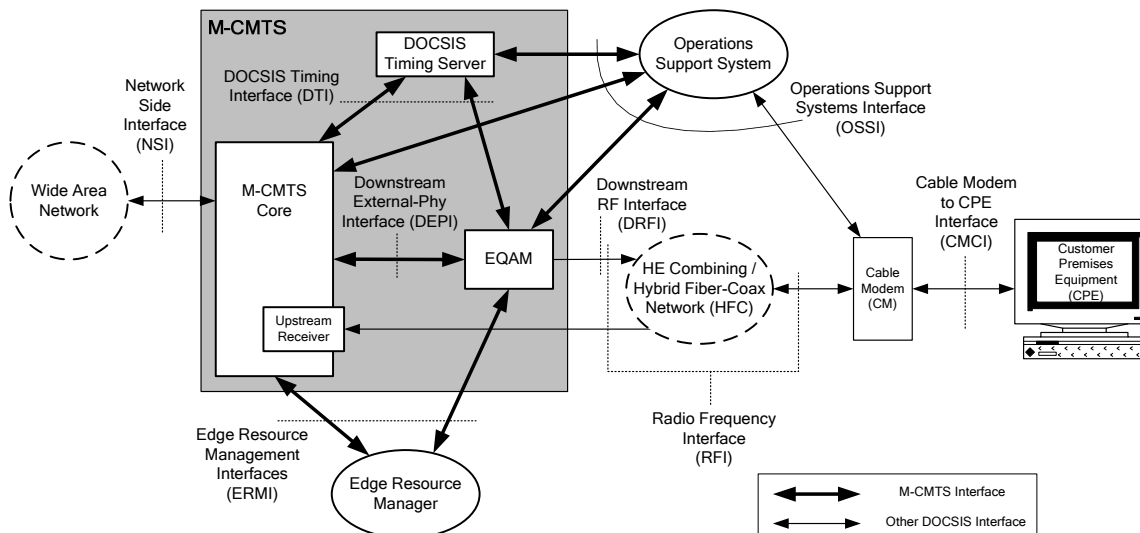 M-CMTS
DOCSIS
Timing Server
Operations
Support System
DOCSIS Timing
Interface (DTI)
Network
Side
Interface
(NSI)
Operations Support
Systems Interface
(OSSI)
Wide Area
Network
M-CMTS
Core
Downstream
External-Phy
Interface (DEPI)
Downstream
RF Interface
(DRFI)
Cable Modem
to CPE
Interface
(CMCI)
EQAM
HE Combining /
Hybrid Fiber-Coax
Network (HFC)
Cable
Modem
(CM)
Customer
Premises
Equipment
(CPE)
Upstream
Receiver
Edge Resource
Management
Interfaces
(ERMI)
Edge Resource
Manager
Radio Frequency
Interface
(RFI)
M-CMTS Interface
Other DOCSIS Interface